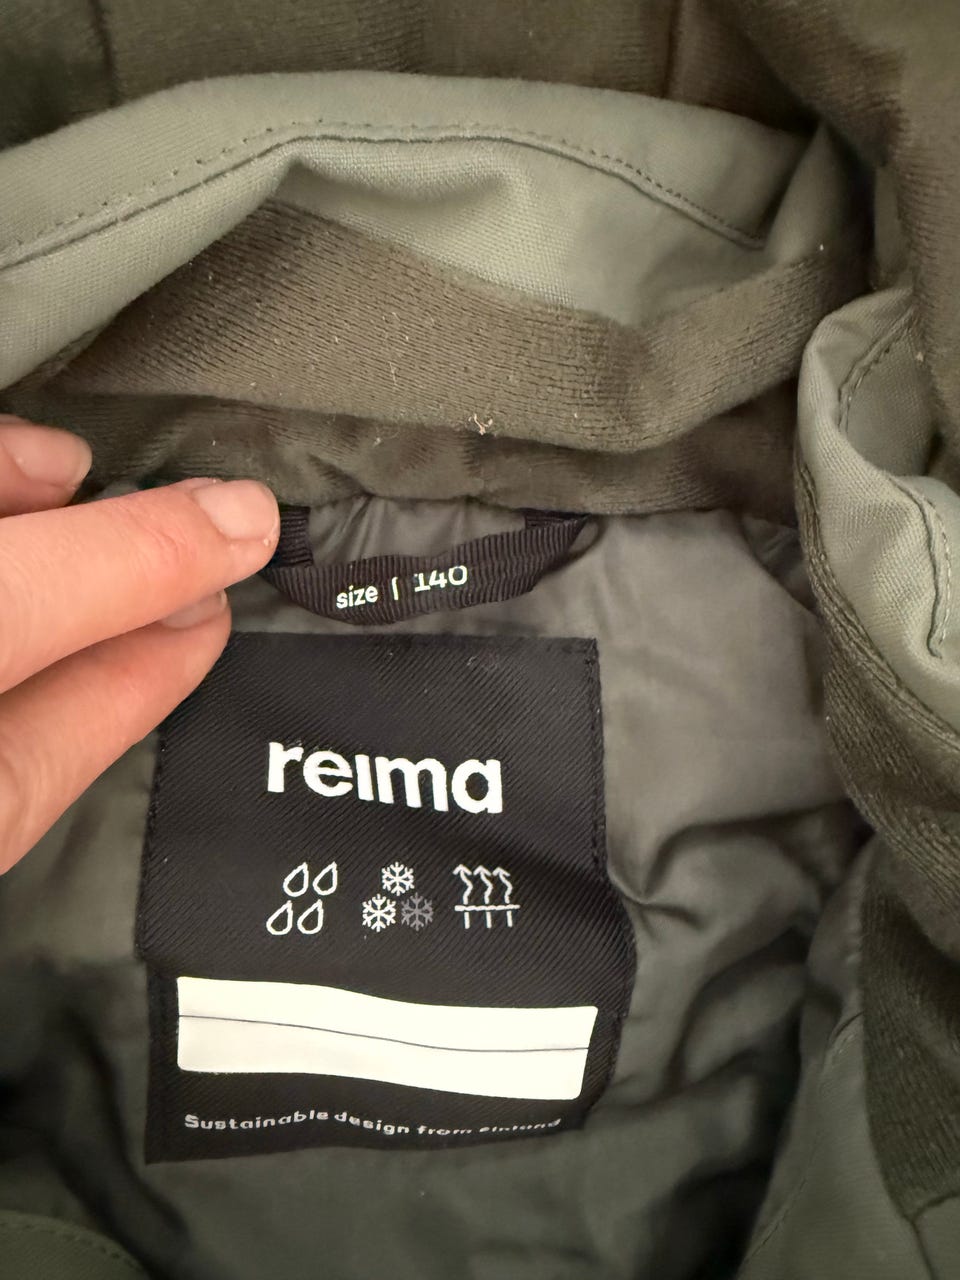 size | 140
reima
Sustainable design from Finland